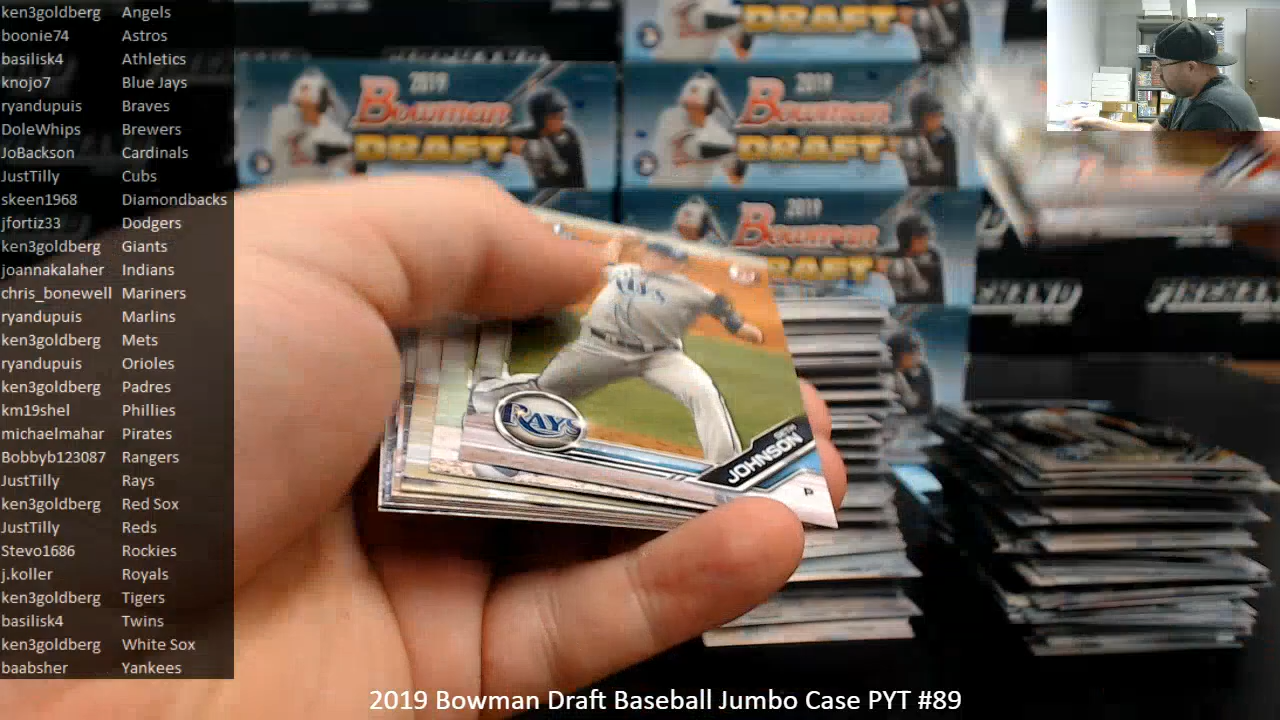 ken3goldberg Angels
boonie74 Astros
basilisk4 Athletics
knojo7 Blue Jays
ryandupuis Braves
DoleWhips Brewers
JoBackson Cardinals
JustTilly Cubs
skeen1968 Diamondbacks
jfortiz33 Dodgers
ken3goldberg Giants
joannakalaher Indians
chris_bonewell Mariners
ryandupuis Marlins
ken3goldberg Mets
ryandupuis Orioles
ken3goldberg Padres
km19shel Phillies
michaelmahar Pirates
Bobbyb123087 Rangers
JustTilly Rays
ken3goldberg Red Sox
JustTilly Reds
Stevo1686 Rockies
j.koller Royals
ken3goldberg Tigers
basilisk4 Twins
ken3goldberg White Sox
baabsher Yankees
DRAFT
2019
Bowman
DRAFT
2019
Bowman
DRAFT
2019
Bowman
DRAFT
RAYS
RAYS
SETH
JOHNSON
P
2019 Bowman Draft Baseball Jumbo Case PYT #89